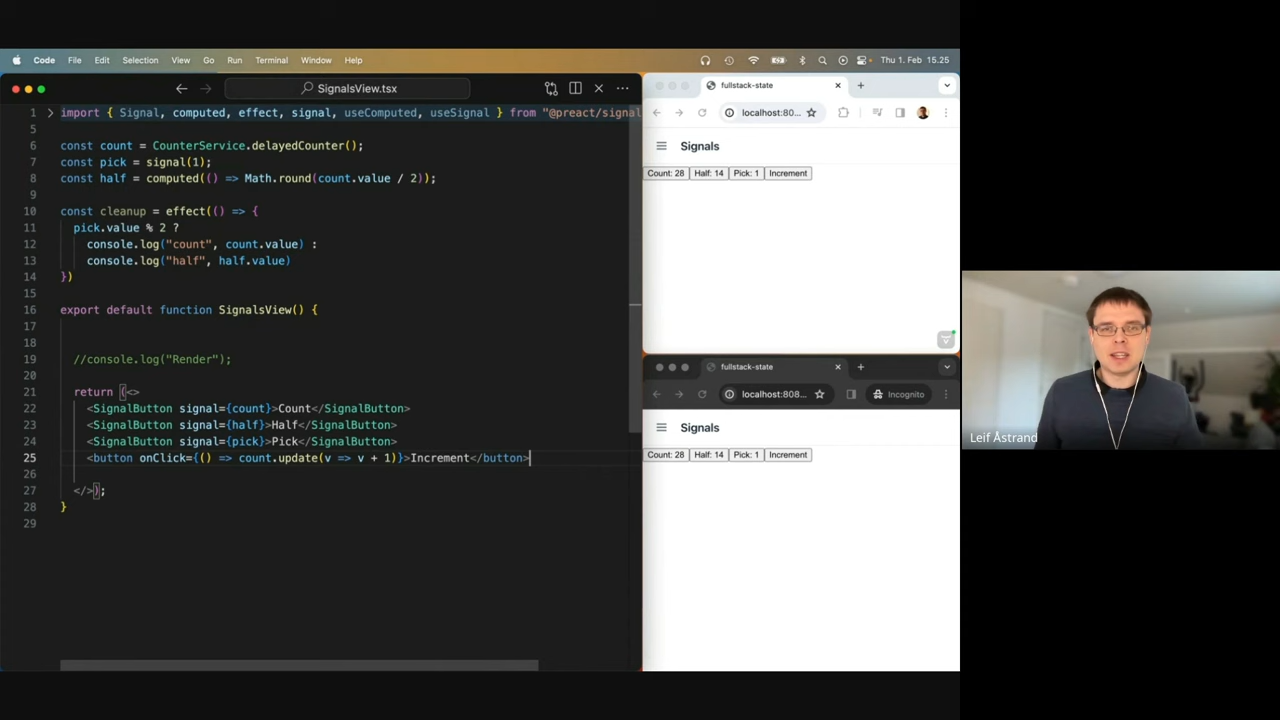 Code File Edit Selection View Go Run Terminal Window Help Thu 1. Feb 15.25
SignalsView.tsx
1 import { Signal, computed, effect, signal, useComputed, useSignal } from "@preact/signal
5
6 const count = CounterService.delayedCounter();
7 const pick = signal(1);
8 const half = computed(() => Math.round(count.value / 2));
9
10 const cleanup = effect(() => {
11 pick.value % 2 ?
12 console.log("count", count.value) :
13 console.log("half", half.value)
14 })
15
16 export default function SignalsView() {
17
18
19 //console.log("Render");
20
21 return (<>
22 <SignalButton signal={count}>Count</SignalButton>
23 <SignalButton signal={half}>Half</SignalButton>
24 <SignalButton signal={pick}>Pick</SignalButton>
25 <button onClick={() => count.update(v => v + 1)}>Increment</button>
26
27 </>);
28 }
29
fullstack-state
localhost:80...
Signals
Count: 28 Half: 14 Pick: 1 Increment
fullstack-state
localhost:808... Incognito
Signals
Count: 28 Half: 14 Pick: 1 Increment
Leif Åstrand